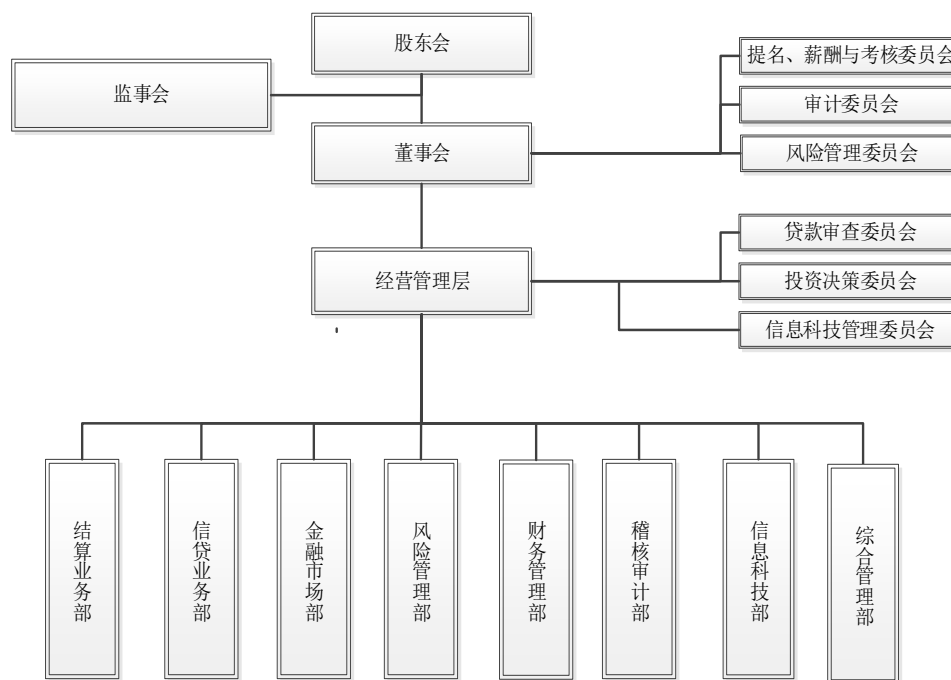 股东会
监事会
提名、薪酬与考核委员会
审计委员会
董事会
风险管理委员会
贷款审查委员会
经营管理层
投资决策委员会
信息科技管理委员会
结算业务部
信贷业务部
金融市场部
风险管理部
财务管理部
稽核审计部
信息科技部
综合管理部